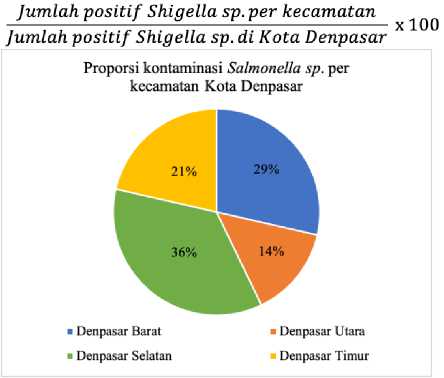 Jumlah positif Shigella sp. per kecamatan
Jumlah positif Shigella sp. di Kota Denpasar
x 100
Proporsi kontaminasi Salmonella sp. per
kecamatan Kota Denpasar
21%
29%
36%
14%
Denpasar Barat
Denpasar Utara
Denpasar Selatan
Denpasar Timur